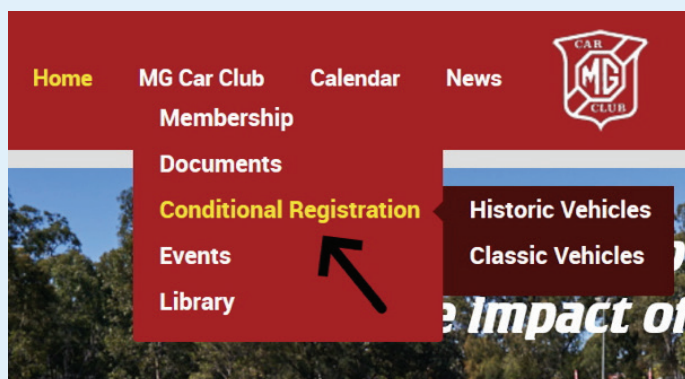 CAR
MG
CLUB
Home MG Car Club Calendar News
Membership
Documents
Conditional Registration Historic Vehicles
Events Classic Vehicles
Library
e Impact of